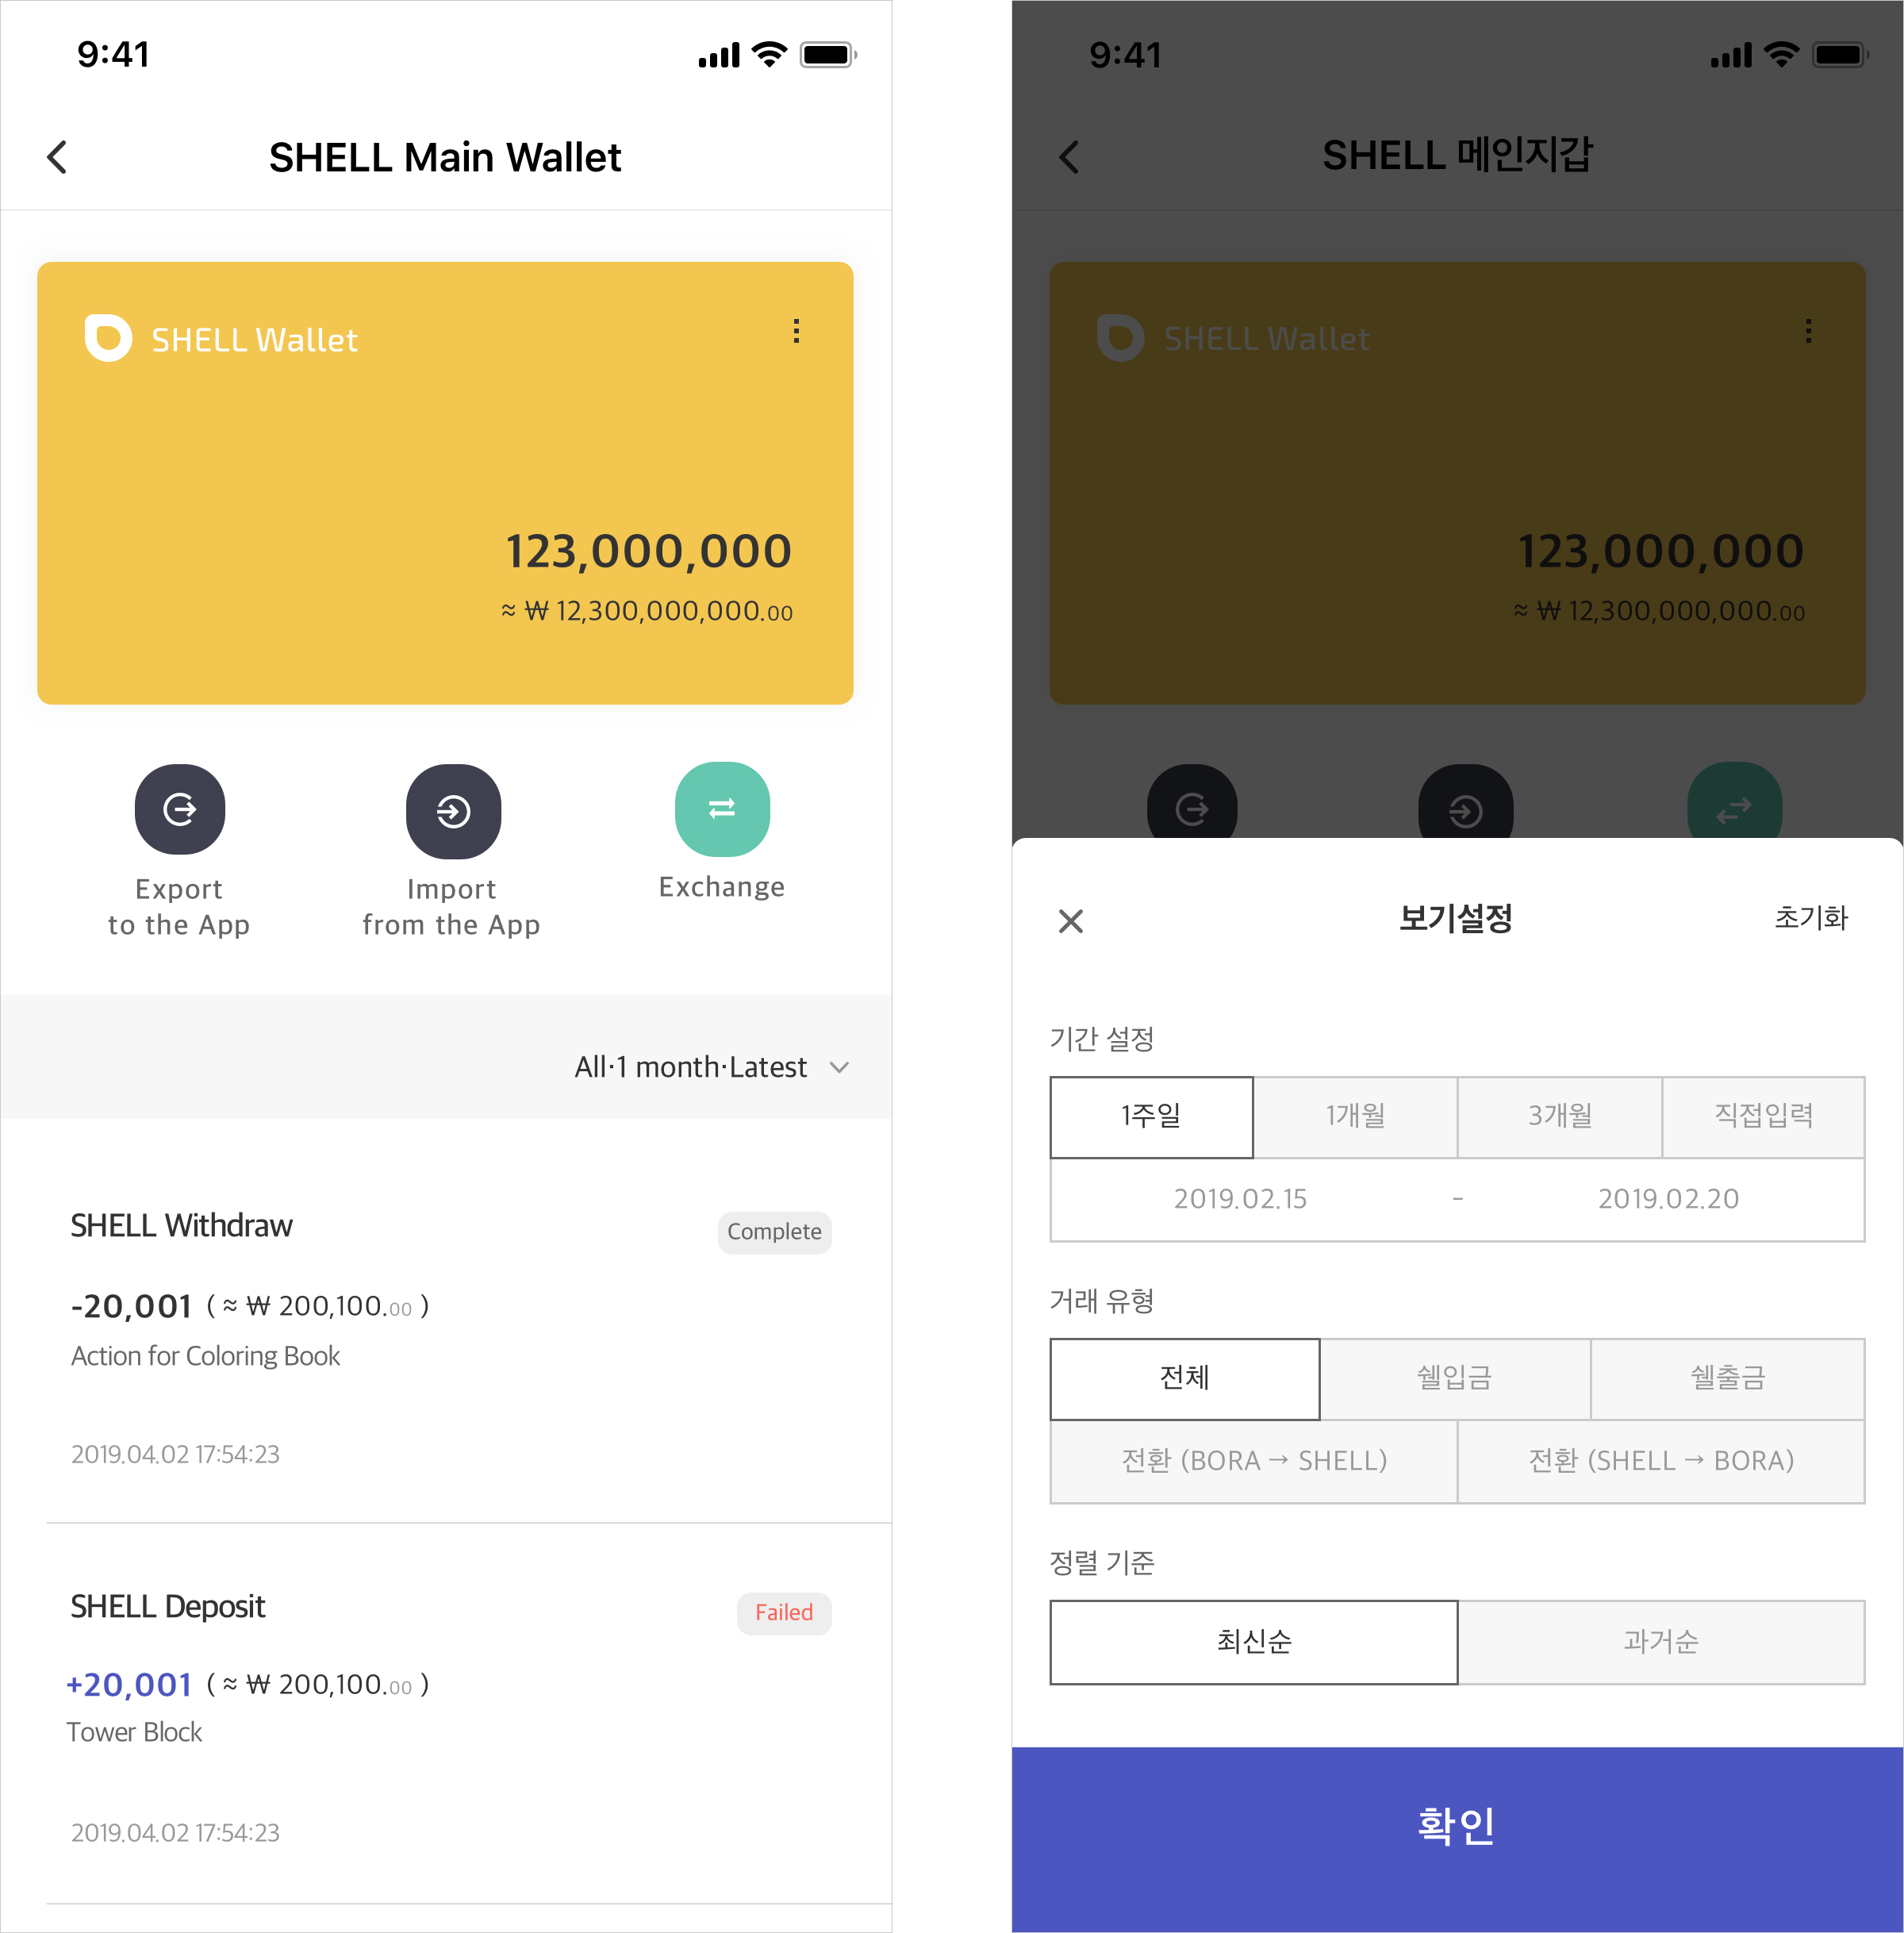 9:41
SHELL Main Wallet
SHELL Wallet
123,000,000
≈ ₩ 12,300,000,000.00
Export
to the App
Import
from the App
Exchange
All·1 month·Latest
SHELL Withdraw
Complete
-20,001 ( ≈ ₩ 200,100.00 )
Action for Coloring Book
2019.04.02 17:54:23
SHELL Deposit
Failed
+20,001 ( ≈ ₩ 200,100.00 )
Tower Block
2019.04.02 17:54:23
9:41
SHELL 메인지갑
SHELL Wallet
123,000,000
≈ ₩ 12,300,000,000.00
보기설정
초기화
기간 설정
1주일 1개월 3개월 직접입력
2019.02.15 - 2019.02.20
거래 유형
전체 쉘입금 쉘출금
전환 (BORA → SHELL) 전환 (SHELL → BORA)
정렬 기준
최신순 과거순
확인